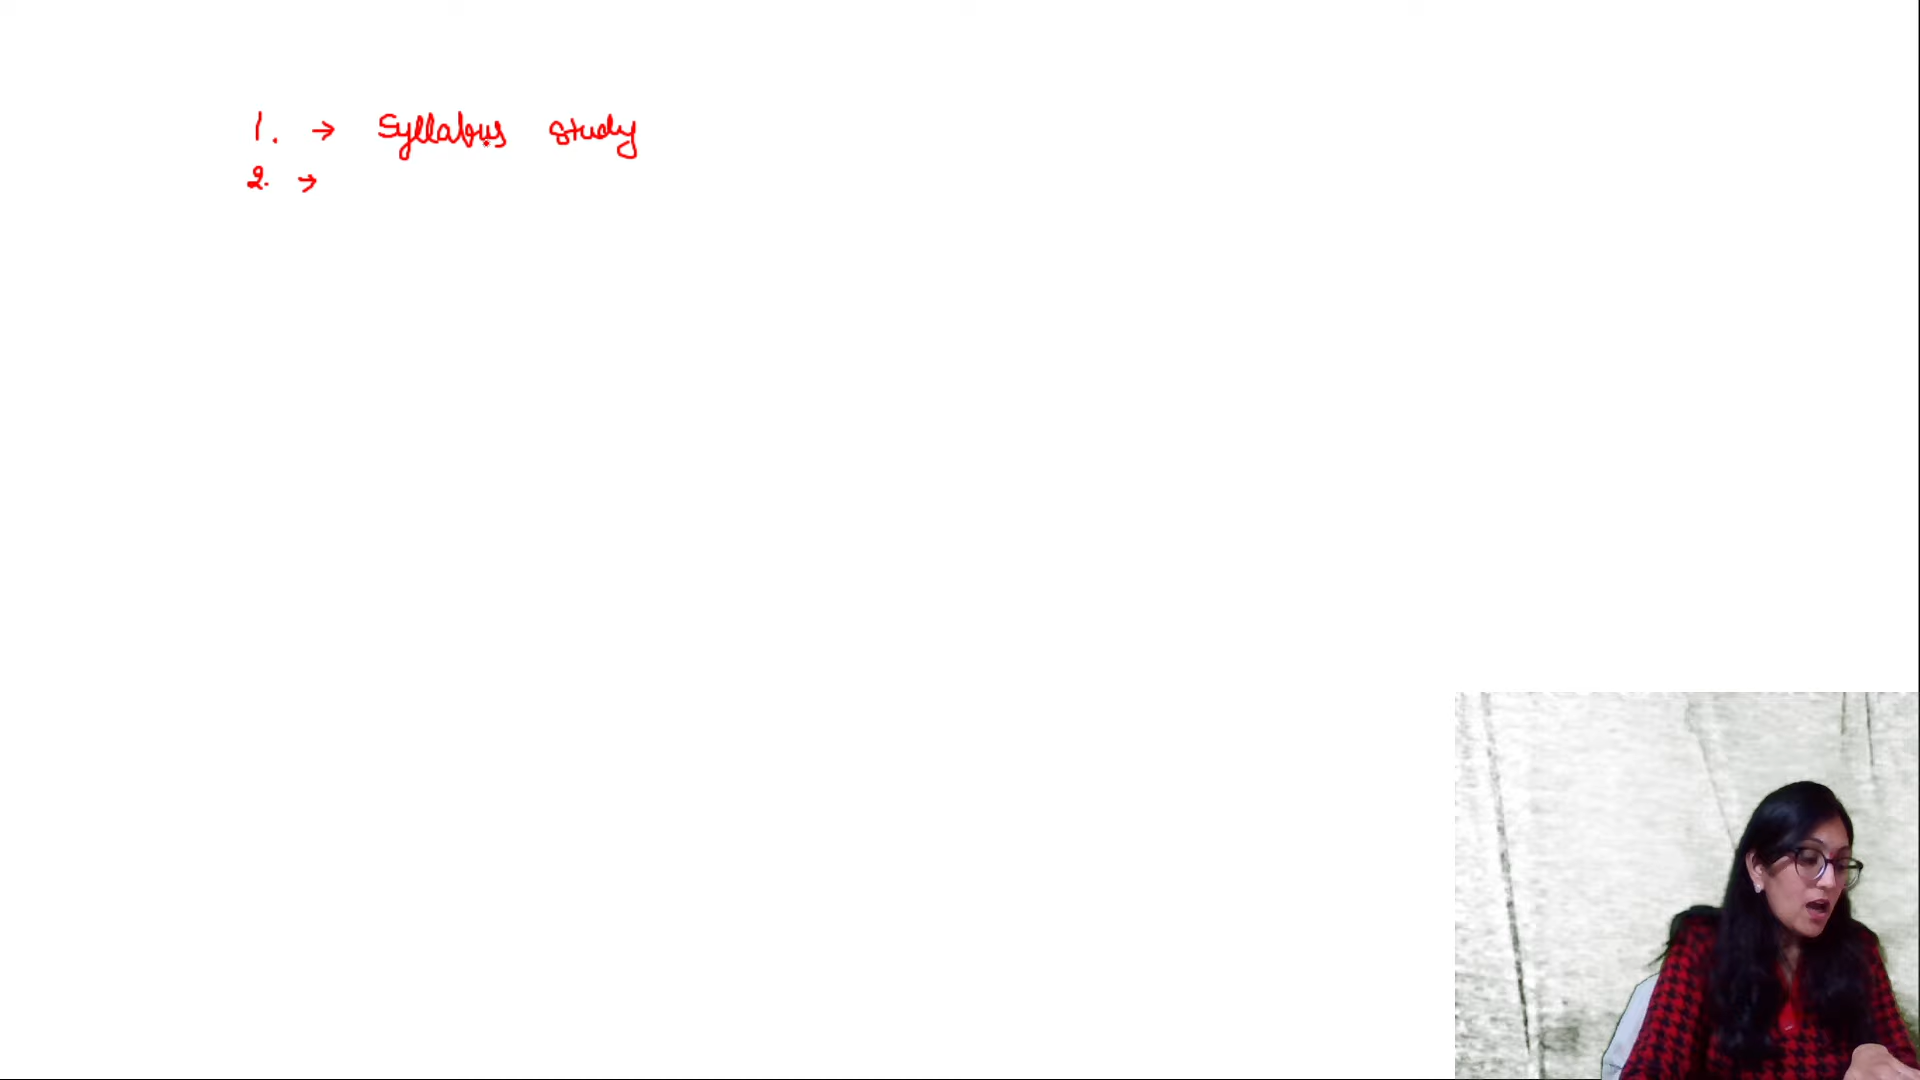 1. → Syllabus study
2. →